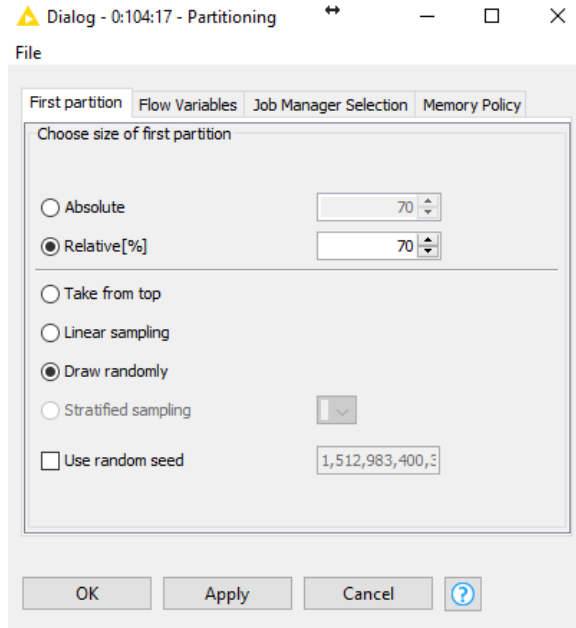 Dialog - 0:104:17 - Partitioning
File
First partition Flow Variables Job Manager Selection Memory Policy
Choose size of first partition
Absolute 70
Relative[%] 70
Take from top
Linear sampling
Draw randomly
Stratified sampling
Use random seed 1,512,983,400,3
OK Apply Cancel ?